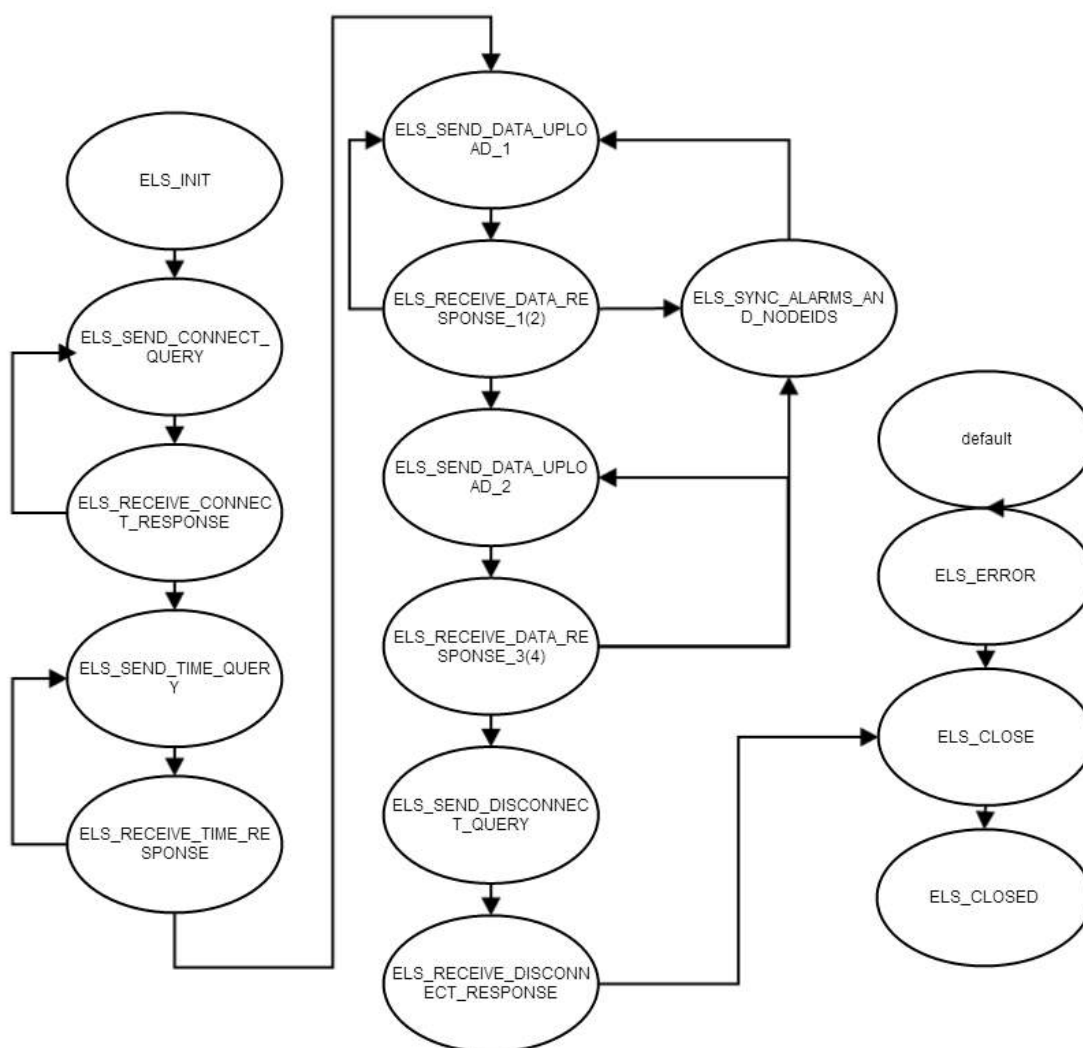 ELS_INIT
ELS_SEND_CONNECT_
QUERY
ELS_RECEIVE_CONNEC
T_RESPONSE
ELS_SEND_TIME_QUER
Y
ELS_RECEIVE_TIME_RE
SPONSE
ELS_SEND_DATA_UPLO
AD_1
ELS_RECEIVE_DATA_RE
SPONSE_1(2)
ELS_SYNC_ALARMS_AN
D_NODEIDS
ELS_SEND_DATA_UPLO
AD_2
ELS_RECEIVE_DATA_RE
SPONSE_3(4)
ELS_SEND_DISCONNEC
T_QUERY
ELS_RECEIVE_DISCONN
ECT_RESPONSE
default
ELS_ERROR
ELS_CLOSE
ELS_CLOSED